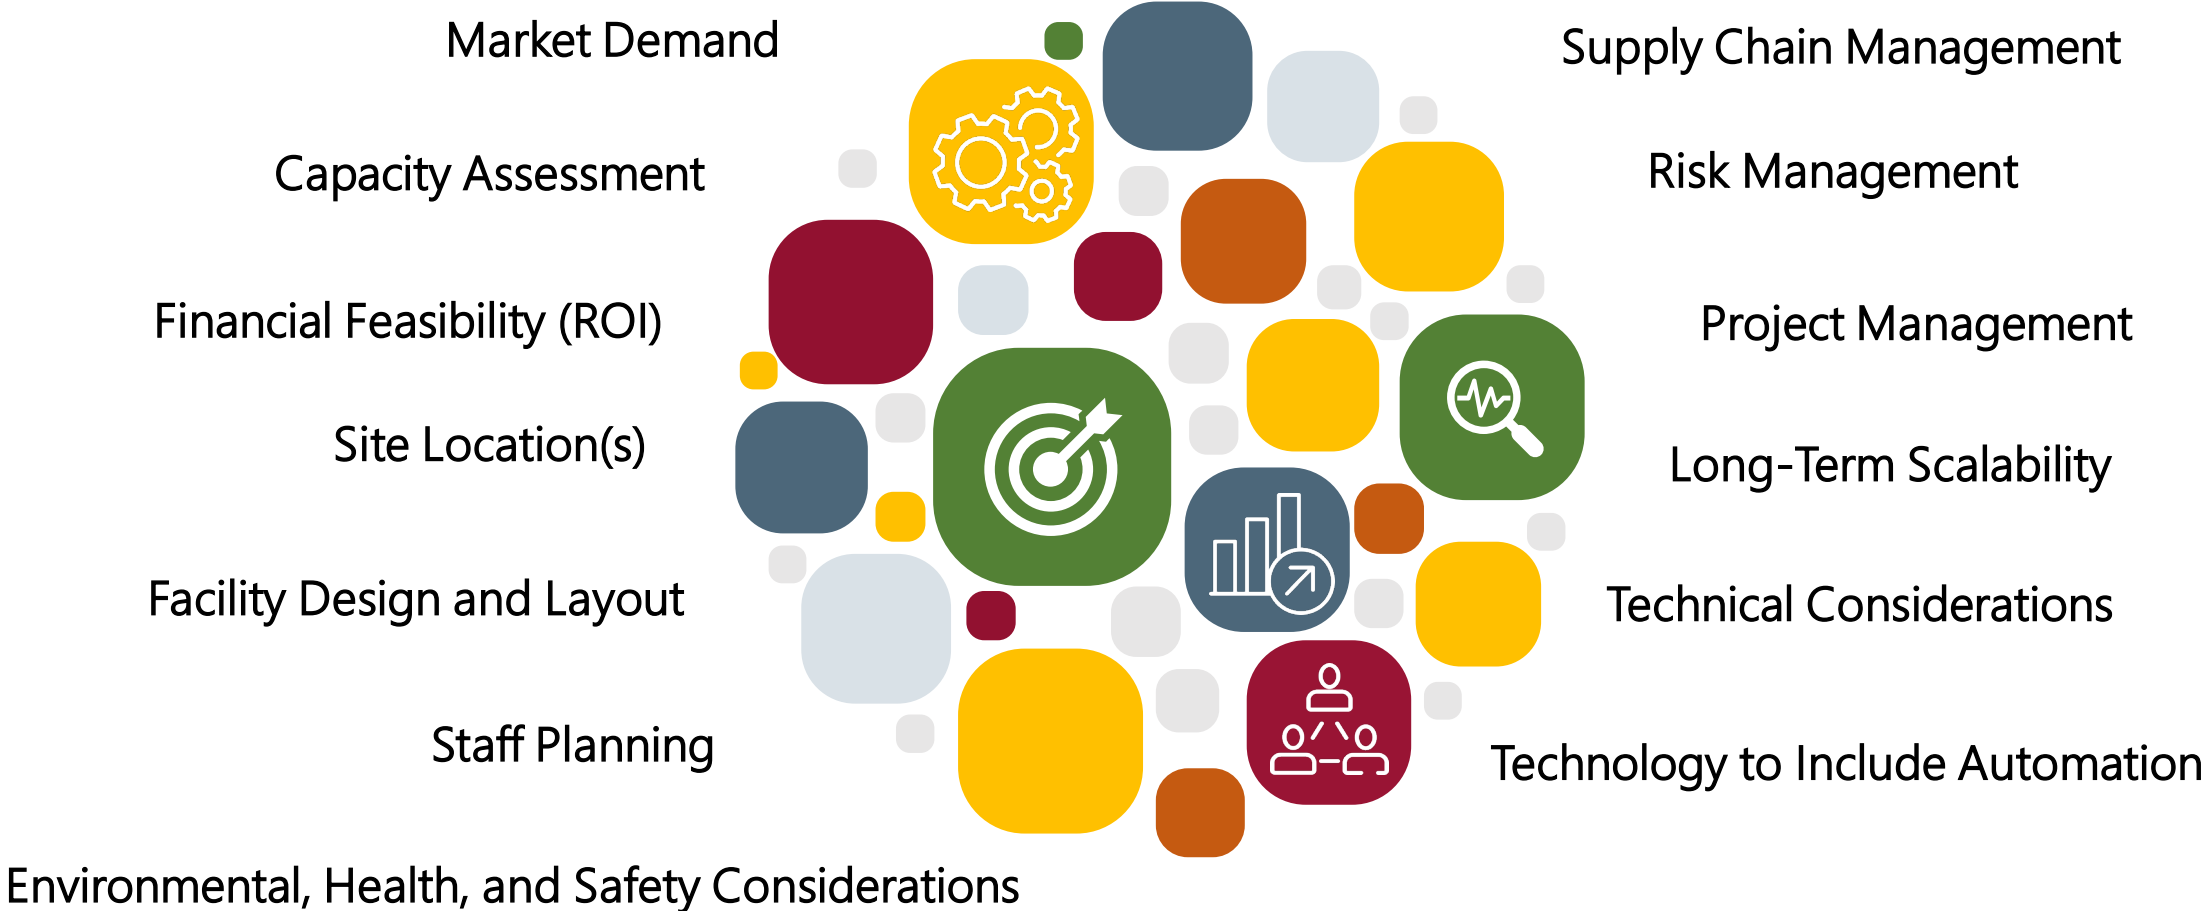 Market Demand
Capacity Assessment
Financial Feasibility (ROI)
Site Location(s)
Facility Design and Layout
Staff Planning
Environmental, Health, and Safety Considerations
Supply Chain Management
Risk Management
Project Management
Long-Term Scalability
Technical Considerations
Technology to Include Automation